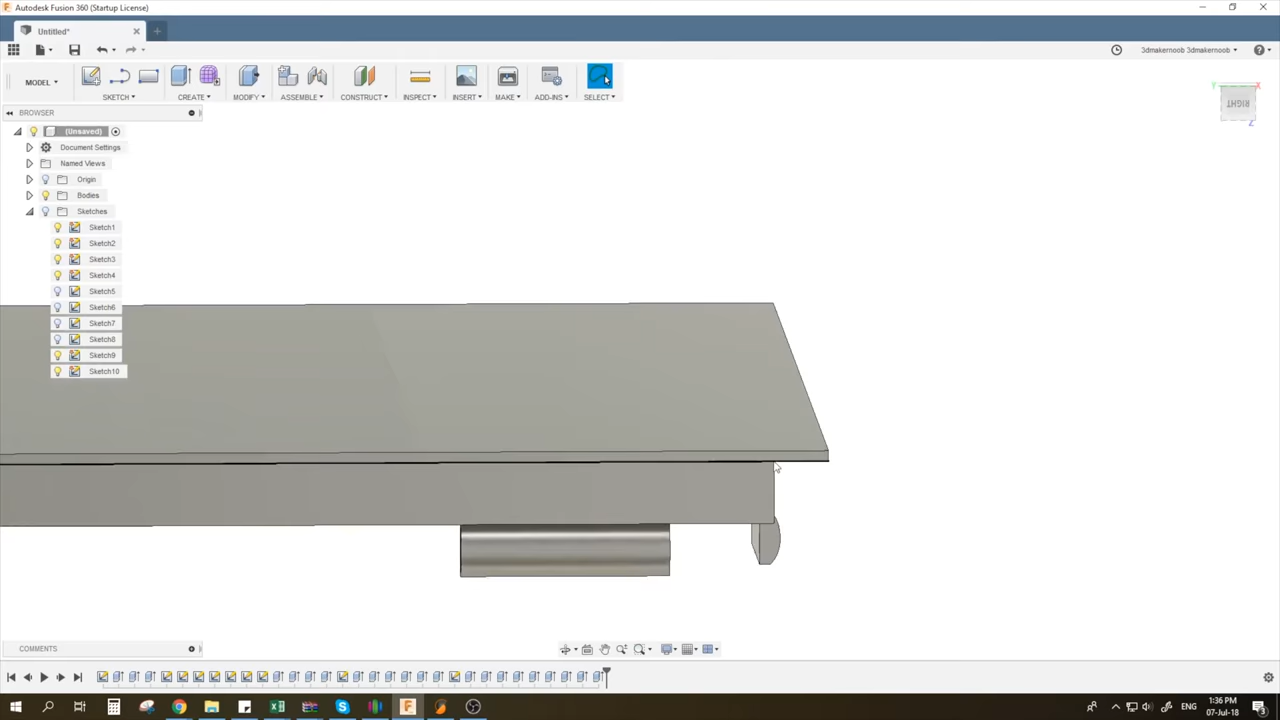 Autodesk Fusion 360 (Startup License)
Untitled*
3dmakernoob 3dmakernoob
MODEL
SKETCH
CREATE
MODIFY
ASSEMBLE
CONSTRUCT
INSPECT
INSERT
MAKE
ADD-INS
SELECT
BROWSER
RIGHT
Y
X
Z
(Unsaved)
Document Settings
Named Views
Origin
Bodies
Sketches
Sketch1
Sketch2
Sketch3
Sketch4
Sketch5
Sketch6
Sketch7
Sketch8
Sketch9
Sketch10
COMMENTS
ENG
1:36 PM
07-Jul-18